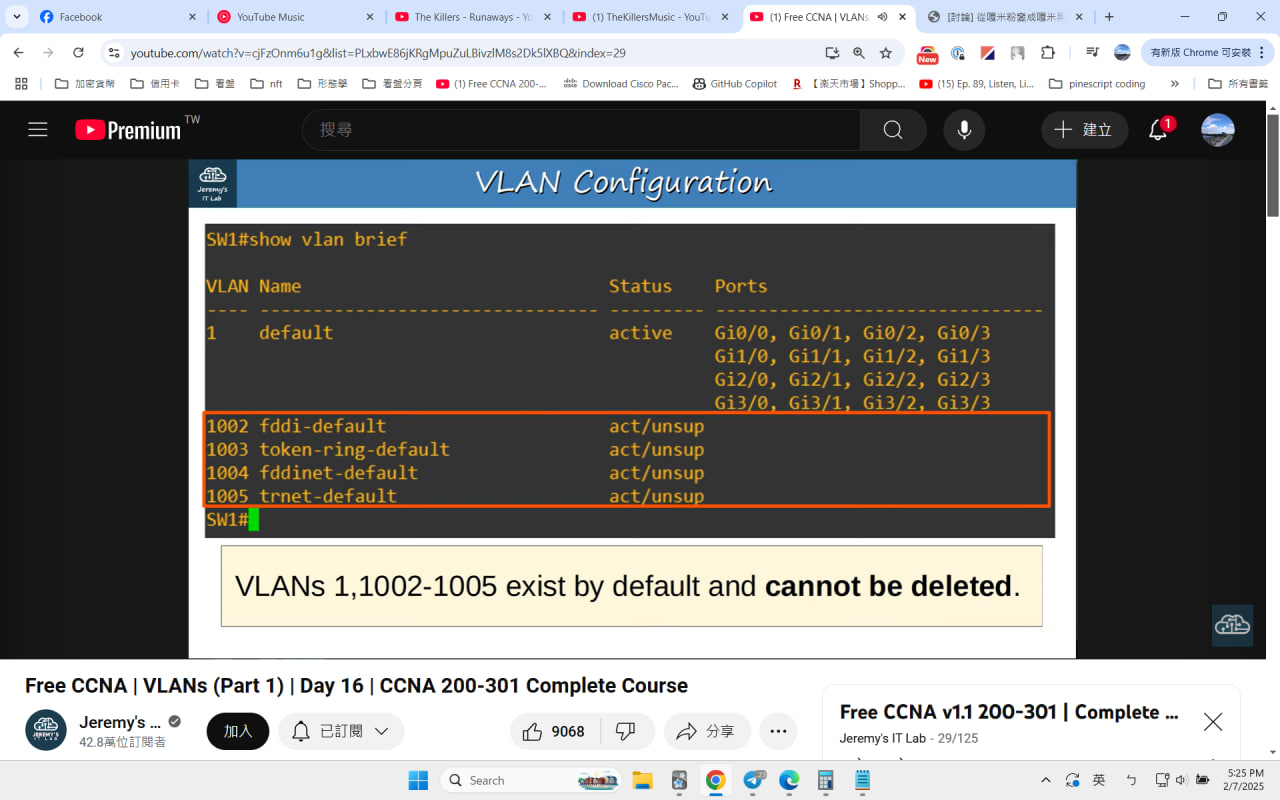 Facebook
YouTube Music
The Killers - Runaways - Yo
(1) TheKillersMusic - YouTu
(1) Free CCNA | VLANs
[討論] 從嘎米粉變成嘎米黑
youtube.com/watch?v=cjFzOnm6u1g&list=PLxbwE86jKRgMpuZuLBivzlM8s2Dk5lXBQ&index=29
New
有新版 Chrome 可安裝
加密貨幣
信用卡
看盤
nft
形態學
看盤分頁
(1) Free CCNA 200-...
Download Cisco Pac...
GitHub Copilot
【楽天市場】Shopp...
(15) Ep. 89, Listen, Li...
pinescript coding
所有書籤
Premium TW
搜尋
建立
1
Jeremy's
IT Lab
VLAN Configuration
SW1#show vlan brief
VLAN Name Status Ports
---- -------------------------------- --------- -------------------------------
1 default active Gi0/0, Gi0/1, Gi0/2, Gi0/3
Gi1/0, Gi1/1, Gi1/2, Gi1/3
Gi2/0, Gi2/1, Gi2/2, Gi2/3
Gi3/0, Gi3/1, Gi3/2, Gi3/3
1002 fddi-default act/unsup
1003 token-ring-default act/unsup
1004 fddinet-default act/unsup
1005 trnet-default act/unsup
SW1#
VLANs 1,1002-1005 exist by default and cannot be deleted.
Free CCNA | VLANs (Part 1) | Day 16 | CCNA 200-301 Complete Course
Jeremy's ...
42.8萬位訂閱者
加入
已訂閱
9068
分享
Free CCNA v1.1 200-301 | Complete ...
Jeremy's IT Lab - 29/125
Search
英
5:25 PM
2/7/2025